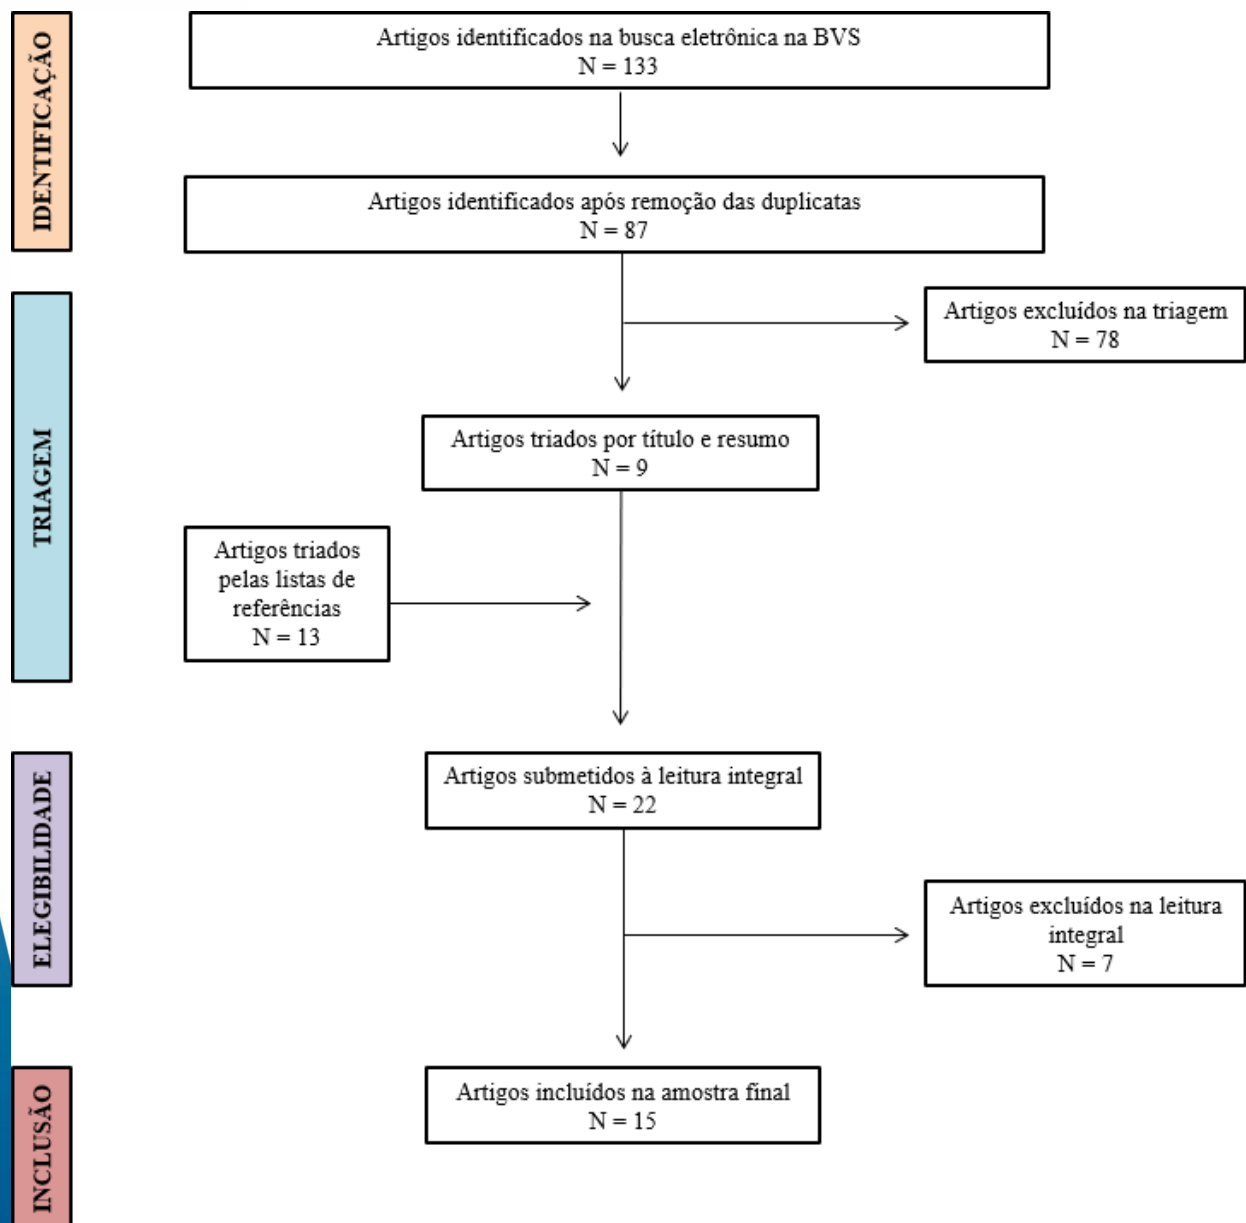 IDENTIFICAÇÃO
Artigos identificados na busca eletrônica na BVS
N = 133
Artigos identificados após remoção das duplicatas
N = 87
TRIAGEM
Artigos excluídos na triagem
N = 78
Artigos triados por título e resumo
N = 9
Artigos triados
pelas listas de
referências
N = 13
ELEGIBILIDADE
Artigos submetidos à leitura integral
N = 22
Artigos excluídos na leitura
integral
N = 7
INCLUSÃO
Artigos incluídos na amostra final
N = 15